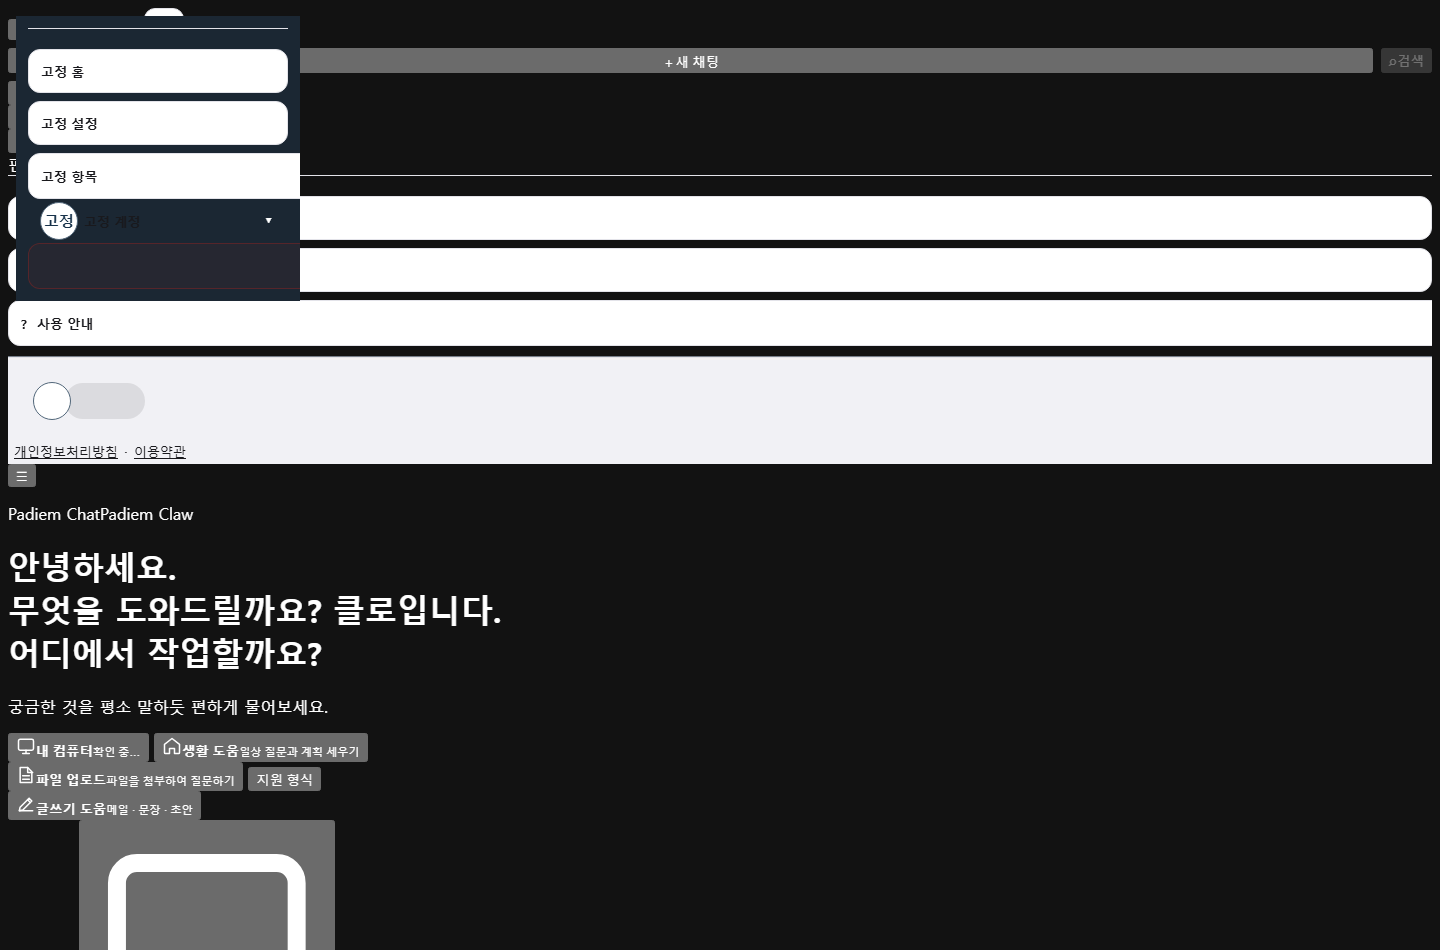 + 새 채팅
⌕검색
고정 홈
고정 설정
고정 항목
고정 고정 계정 ▼
? 사용 안내
개인정보처리방침 · 이용약관
☰
Padiem ChatPadiem Claw
안녕하세요.
무엇을 도와드릴까요? 클로입니다.
어디에서 작업할까요?
궁금한 것을 평소 말하듯 편하게 물어보세요.
내 컴퓨터확인 중… 생활 도움일상 질문과 계획 세우기
파일 업로드파일을 첨부하여 질문하기 지원 형식
글쓰기 도움메일 · 문장 · 초안